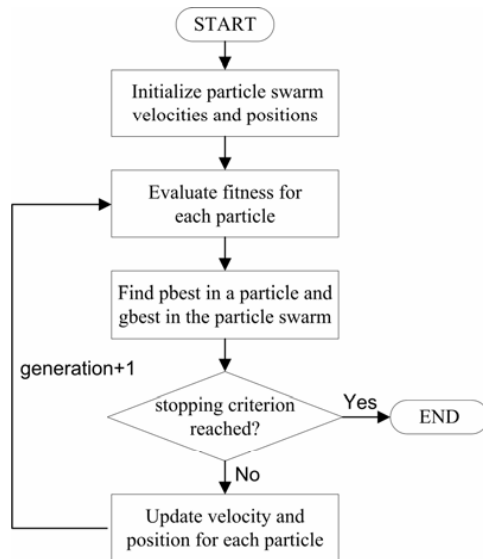 START
Initialize particle swarm
velocities and positions
Evaluate fitness for
each particle
Find pbest in a particle and
gbest in the particle swarm
generation+1
stopping criterion
reached?
Yes
END
No
Update velocity and
position for each particle